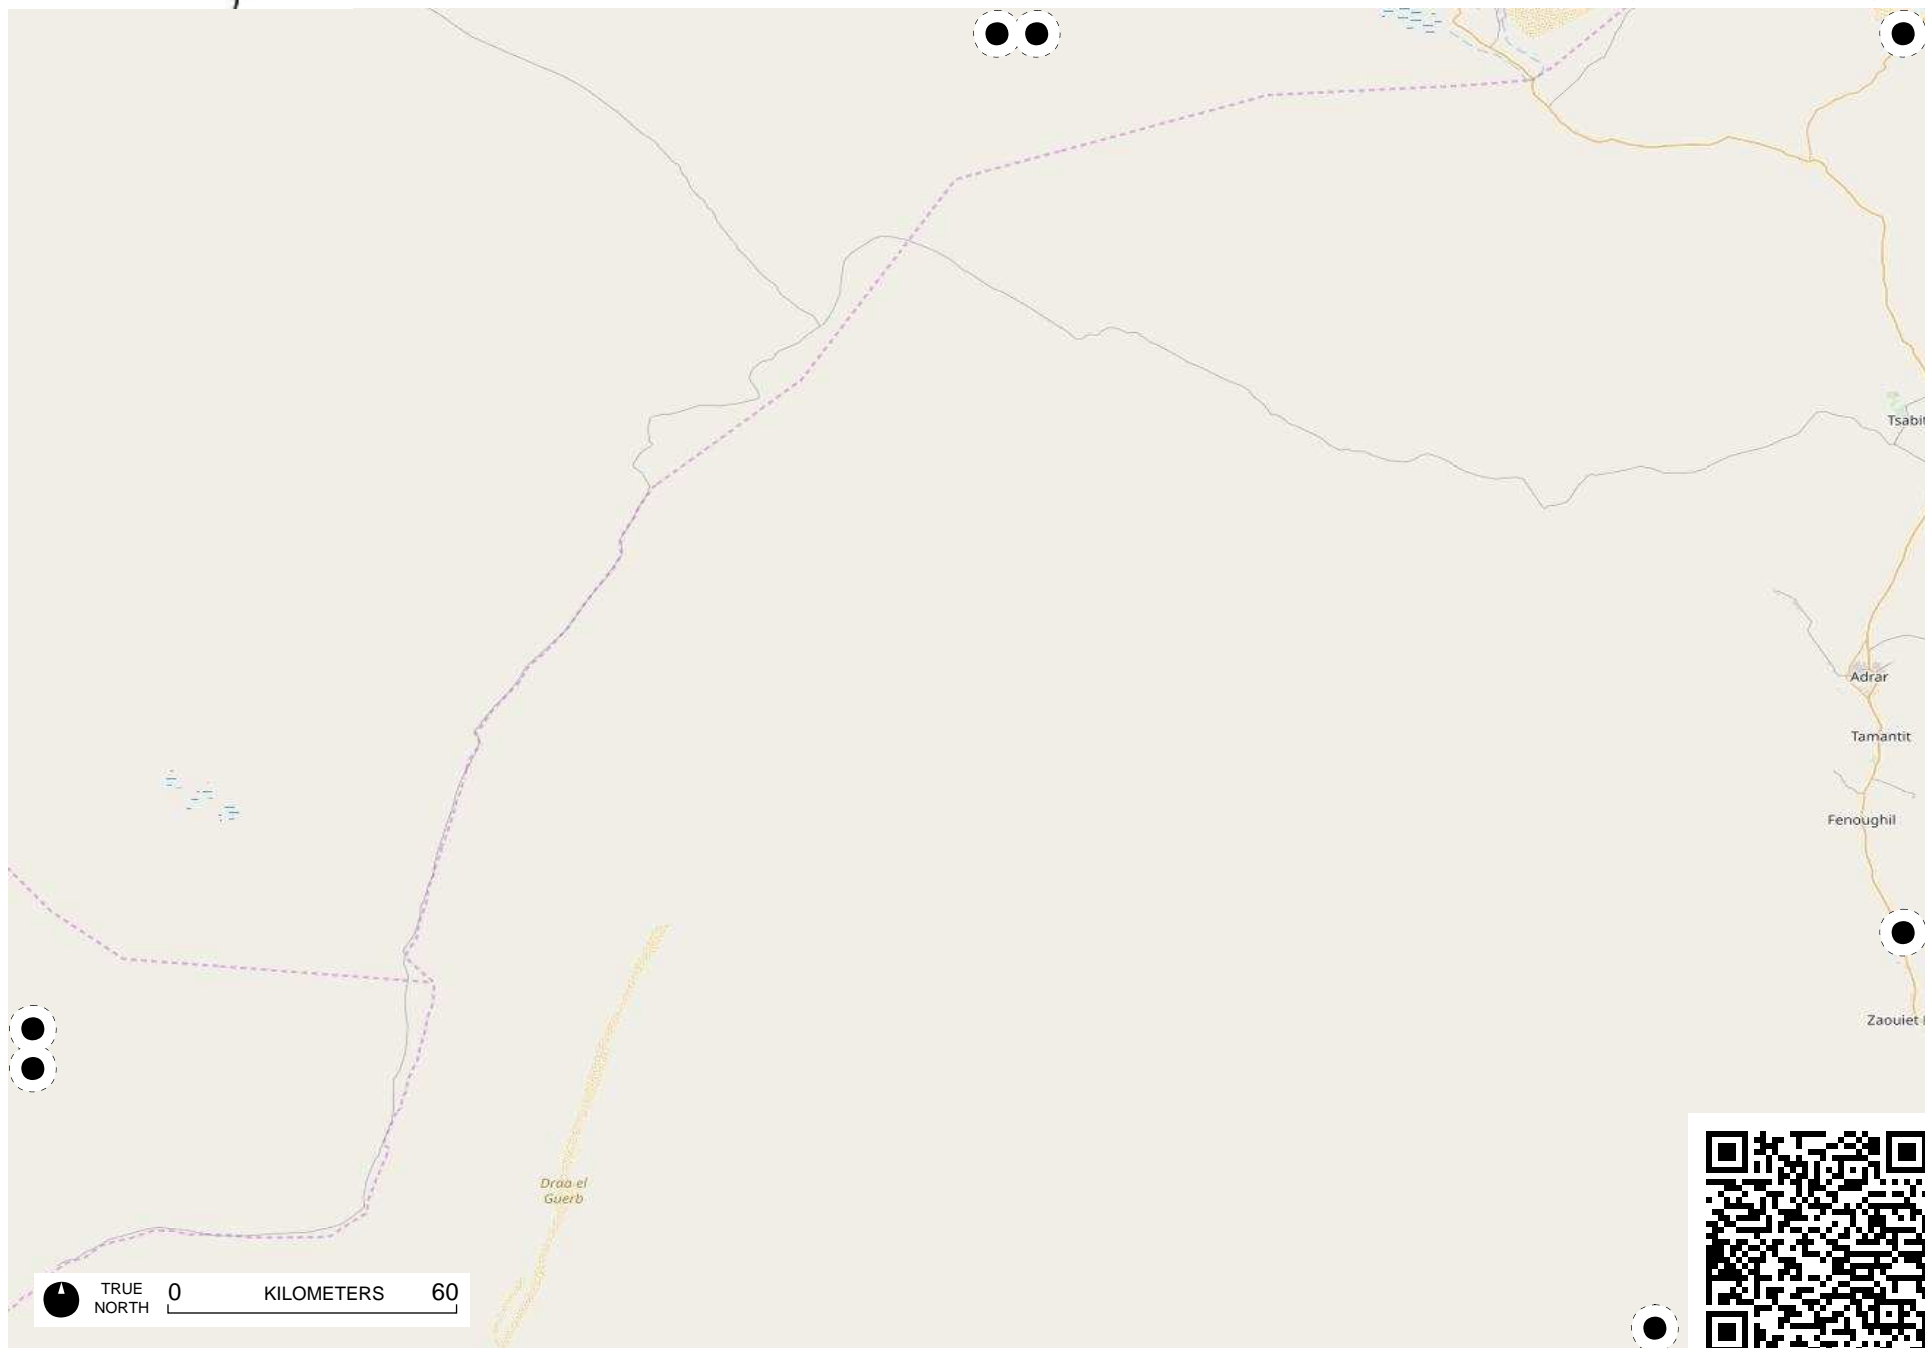 Tsabit
Adrar
Tamantit
Fenoughil
Zaouiet
Draa el
Guerb
TRUE
NORTH
0
KILOMETERS
60